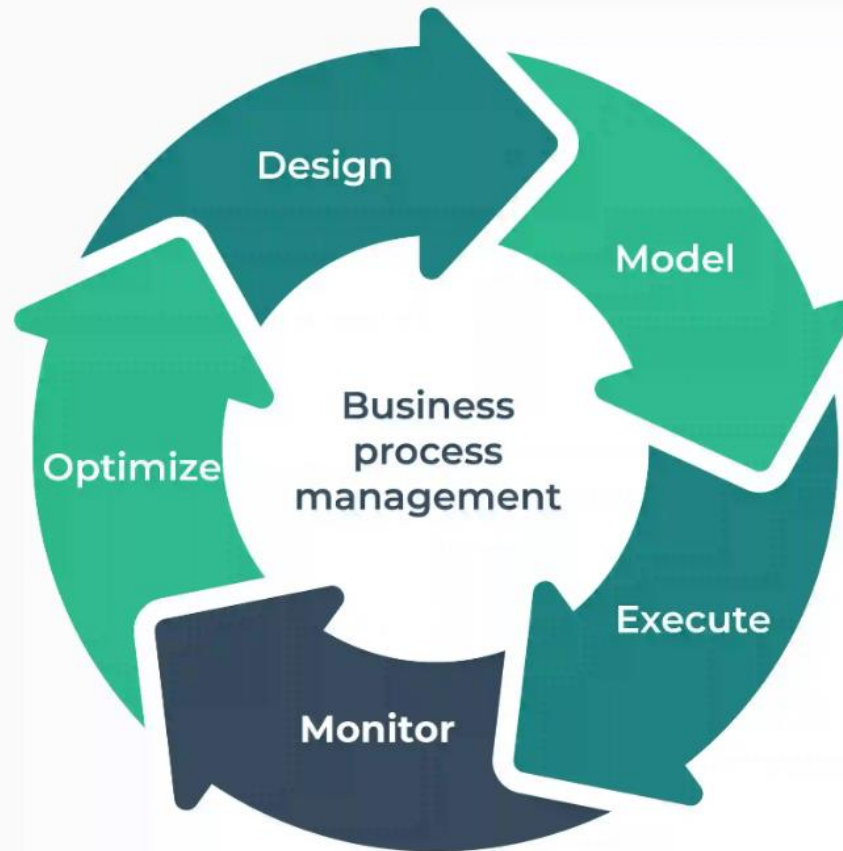 Design
Model
Business
process
management
Optimize
Execute
Monitor